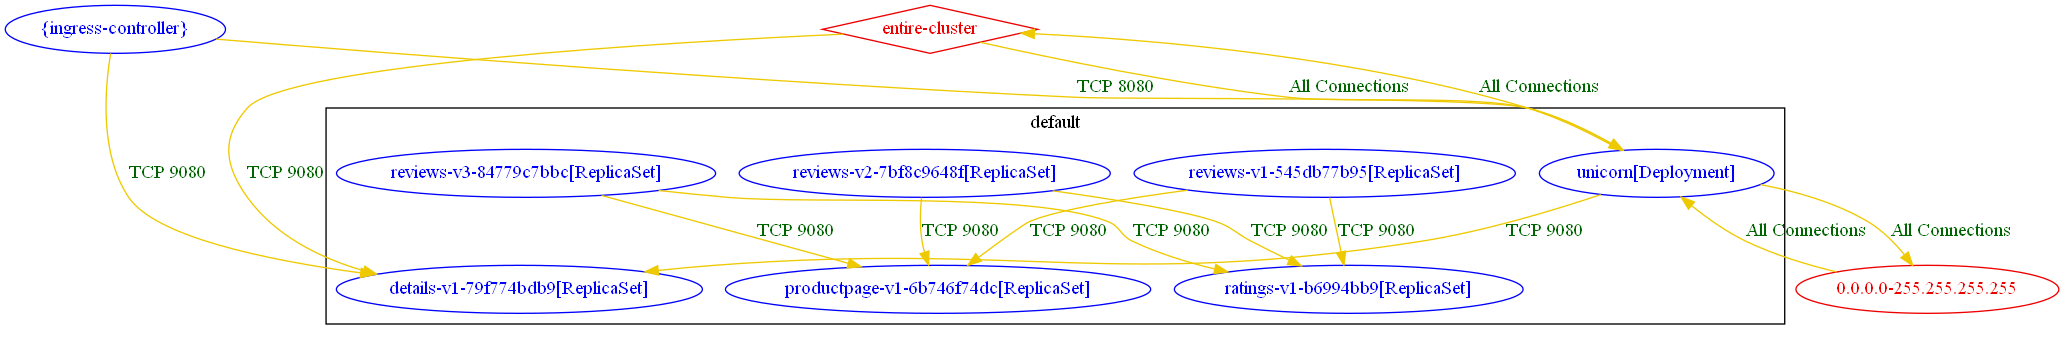 {ingress-controller}
entire-cluster
TCP 8080
All Connections
All Connections
default
TCP 9080
TCP 9080
reviews-v3-84779c7bbc[ReplicaSet]
reviews-v2-7bf8c9648f[ReplicaSet]
reviews-v1-545db77b95[ReplicaSet]
unicorn[Deployment]
TCP 9080
TCP 9080
TCP 9080
TCP 9080
TCP 9080
TCP 9080
TCP 9080
All Connections
All Connections
details-v1-79f774bdb9[ReplicaSet]
productpage-v1-6b746f74dc[ReplicaSet]
ratings-v1-b6994bb9[ReplicaSet]
0.0.0.0-255.255.255.255